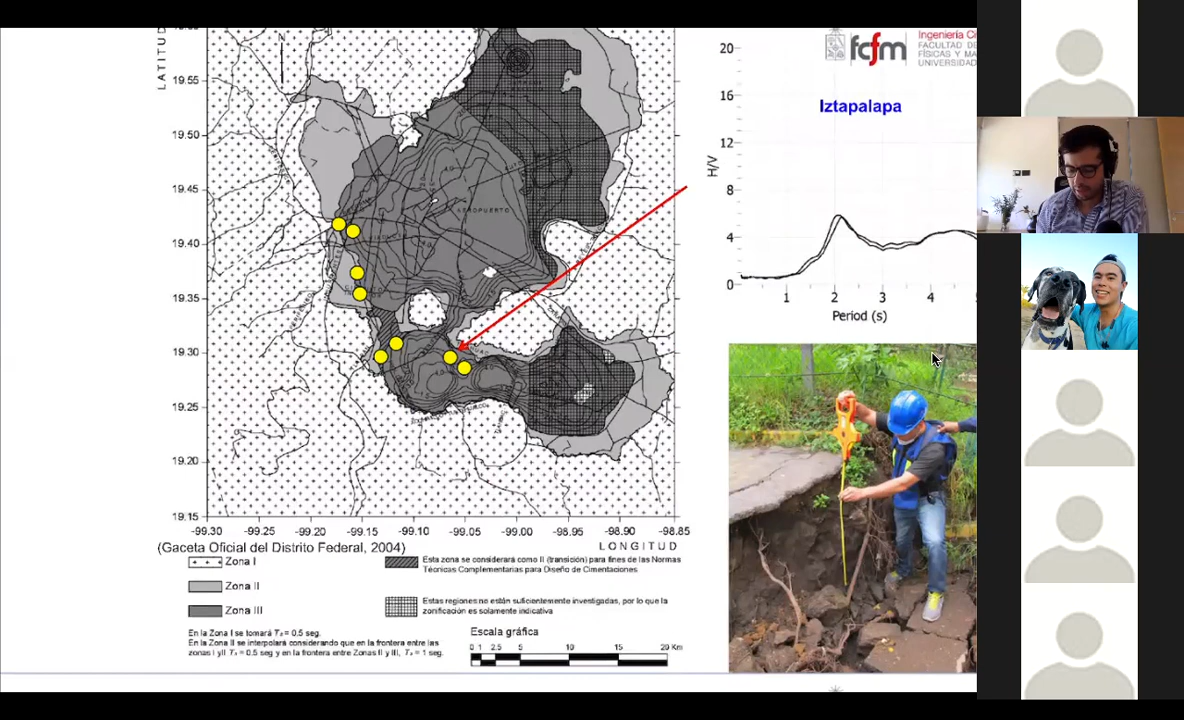 LATITUD
N
19.55
19.50
19.45
19.40
19.35
19.30
19.25
19.20
19.15
AEROPUERTO
-99.30
-99.25
-99.20
-99.15
-99.10
-99.05
-99.00
-98.95
-98.90
-98.85
(Gaceta Oficial del Distrito Federal, 2004)
LONGITUD
Zona I
Zona II
Zona III
Esta zona se considerará como II (transición) para fines de las Normas
Técnicas Complementarias para Diseño de Cimentaciones
Estas regiones no están suficientemente investigadas, por lo que la
zonificación es solamente indicativa
En la Zona I se tomará Ts = 0.5 seg.
En la Zona II se interpolará considerando que en la frontera entre las
zonas I yII Ts = 0.5 seg y en la frontera entre Zonas II y III, Ts = 1 seg.
Escala gráfica
0 1 2.5 5 10 15 20 Km
fcfm
Ingeniería Ci
FACULTAD DE
FÍSICAS Y MA
UNIVERSIDAD
Iztapalapa
H/V
20
16
12
8
4
0
1 2 3 4
Period (s)